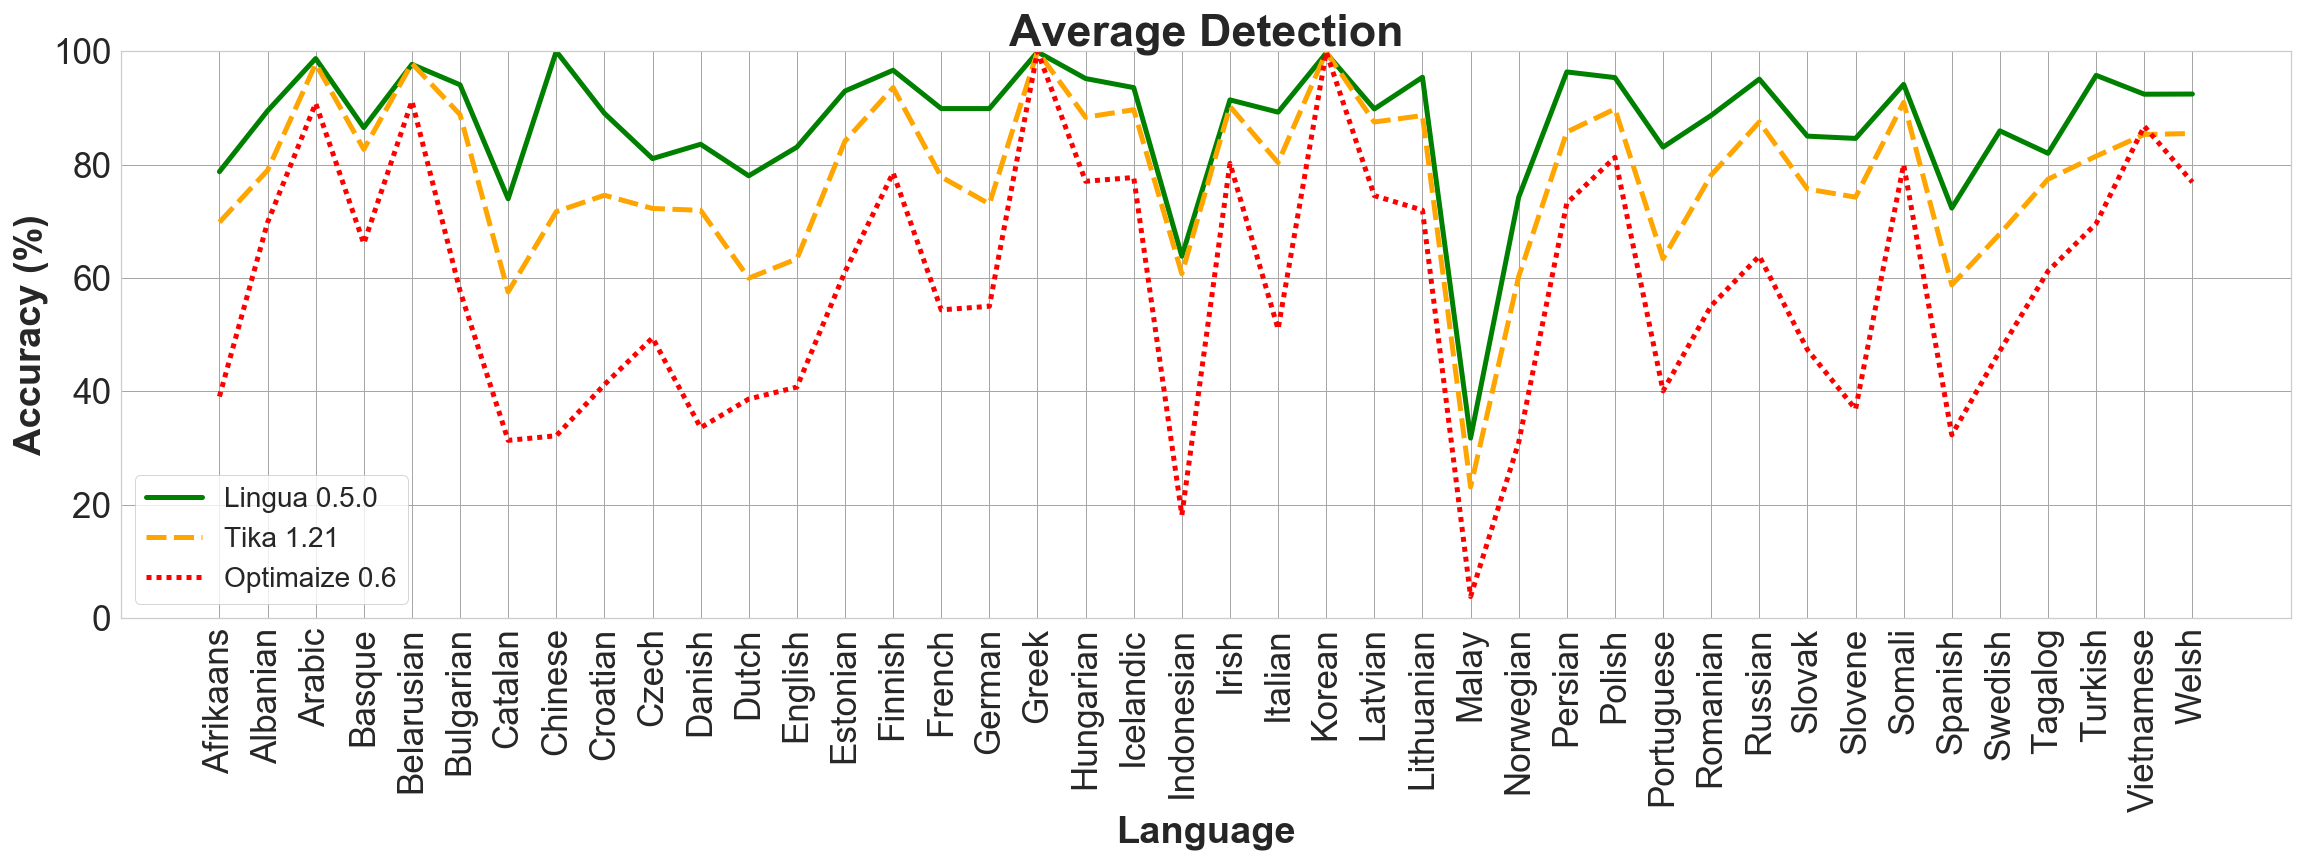 Average Detection
Accuracy (%)
100
80
60
40
20
0
Lingua 0.5.0
Tika 1.21
Optimaize 0.6
Afrikaans
Albanian
Arabic
Basque
Belarusian
Bulgarian
Catalan
Chinese
Croatian
Czech
Danish
Dutch
English
Estonian
Finnish
French
German
Greek
Hungarian
Icelandic
Indonesian
Irish
Italian
Korean
Latvian
Lithuanian
Malay
Norwegian
Persian
Polish
Portuguese
Romanian
Russian
Slovak
Slovene
Somali
Spanish
Swedish
Tagalog
Turkish
Vietnamese
Welsh
Language